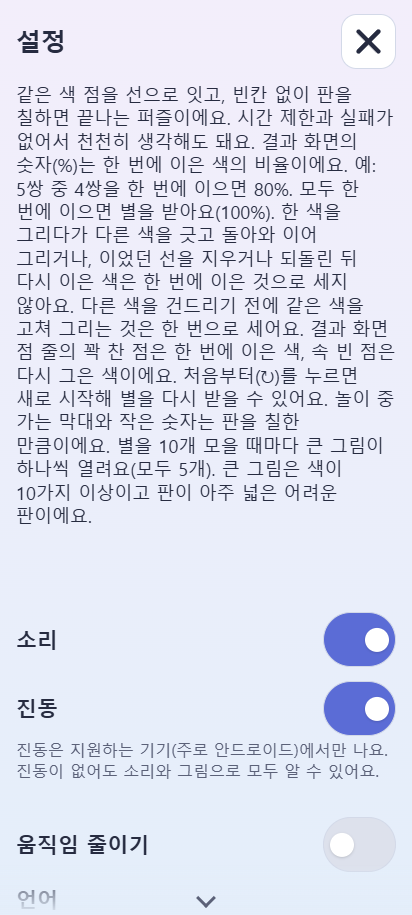 설정
같은 색 점을 선으로 잇고, 빈칸 없이 판을
칠하면 끝나는 퍼즐이에요. 시간 제한과 실패가
없어서 천천히 생각해도 돼요. 결과 화면의
숫자(%)는 한 번에 이은 색의 비율이에요. 예:
5쌍 중 4쌍을 한 번에 이으면 80%. 모두 한
번에 이으면 별을 받아요(100%). 한 색을
그리다가 다른 색을 긋고 돌아와 이어
그리거나, 이었던 선을 지우거나 되돌린 뒤
다시 이은 색은 한 번에 이은 것으로 세지
않아요. 다른 색을 건드리기 전에 같은 색을
고쳐 그리는 것은 한 번으로 세어요. 결과 화면
점 줄의 꽉 찬 점은 한 번에 이은 색, 속 빈 점은
다시 그은 색이에요. 처음부터(↻)를 누르면
새로 시작해 별을 다시 받을 수 있어요. 놀이 중
가는 막대와 작은 숫자는 판을 칠한
만큼이에요. 별을 10개 모을 때마다 큰 그림이
하나씩 열려요(모두 5개). 큰 그림은 색이
10가지 이상이고 판이 아주 넓은 어려운
판이에요.
소리
진동
진동은 지원하는 기기(주로 안드로이드)에서만 나요.
진동이 없어도 소리와 그림으로 모두 알 수 있어요.
움직임 줄이기
언어